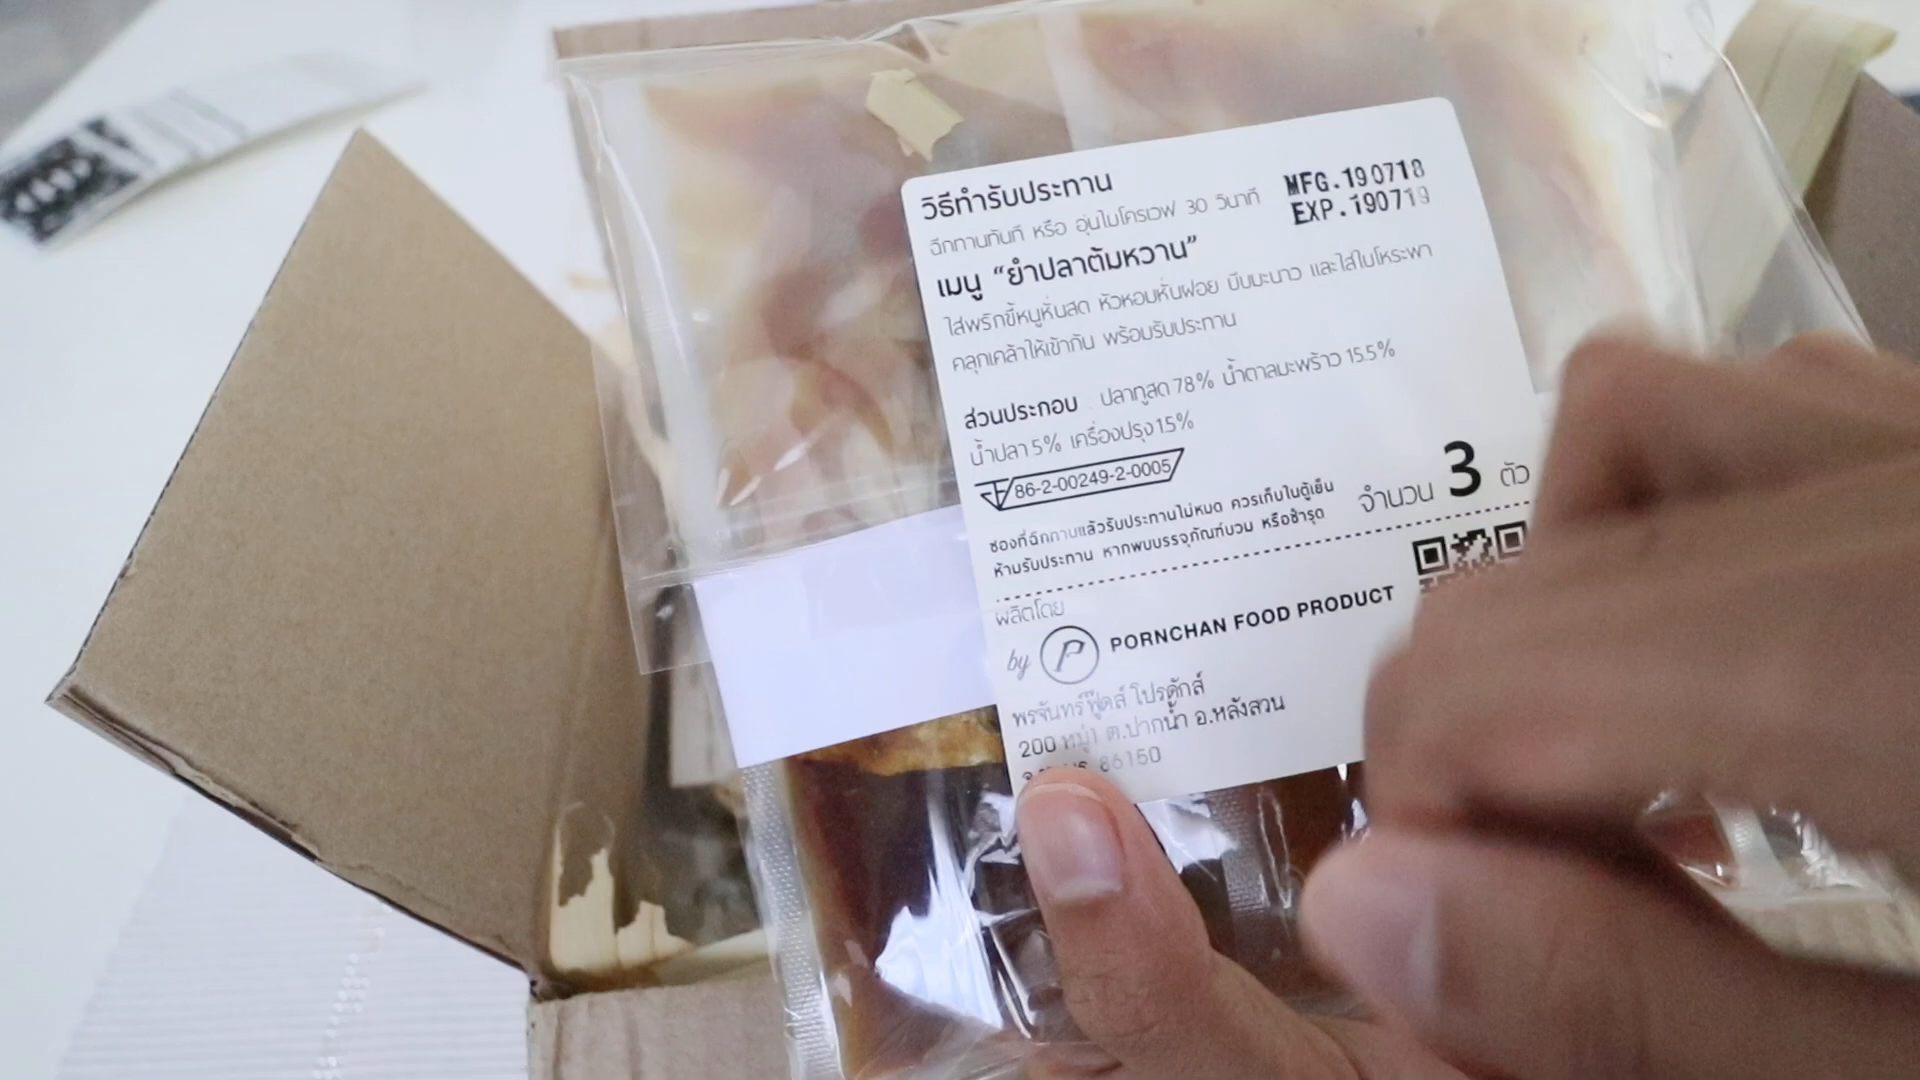 วิธีทำรับประทาน
ฉีกทานทันที หรือ อุ่นไมโครเวฟ 30 วินาที
MFG.190718
EXP.190719
เมนู “ยำปลาต้มหวาน”
ใส่พริกขี้หนูหั่นสด หัวหอมหั่นฝอย บีบมะนาว และใส่ใบโหระพา
คลุกเคล้าให้เข้ากัน พร้อมรับประทาน
ส่วนประกอบ ปลาทูสด 78% น้ำตาลมะพร้าว 15.5%
น้ำปลา 5% เครื่องปรุง 1.5%
86-2-00249-2-0005
ซองที่ฉีกทานแล้วรับประทานไม่หมด ควรเก็บในตู้เย็น
ห้ามรับประทาน หากพบบรรจุภัณฑ์บวม หรือชำรุด
จำนวน 3 ตัว
ผลิตโดย
by P PORNCHAN FOOD PRODUCT
พรจันทร์ฟู๊ดส์ โปรดักส์
200 หมู่1 ต.ปากน้ำ อ.หลังสวน
86150